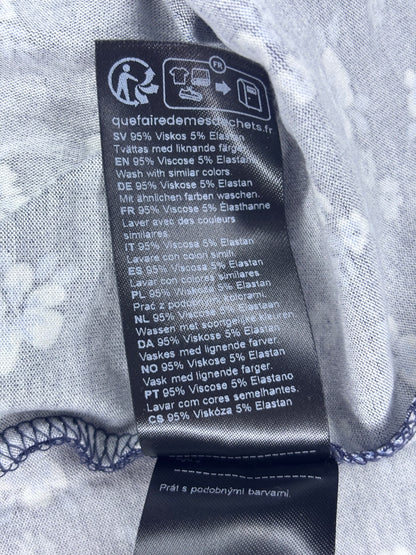 FR
quefairedemesdechets.fr
SV 95% Viskos 5% Elastan
Tvättas med liknande färger.
EN 95% Viscose 5% Elastan
Wash with similar colors.
DE 95% Viskose 5% Elastan
Mit ähnlichen farben waschen.
FR 95% Viscose 5% Élasthanne
Laver avec des couleurs
similaires.
IT 95% Viscosa 5% Elastan
Lavare con colori simili.
ES 95% Viscosa 5% Elastan
Lavar con colores similares
PL 95% Viskoza 5% Elastan
Prać z podobnymi kolorami.
NL 95% Viscose 5% Elastaan
Wassen met soortgelijke kleuren
DA 95% Viskose 5% Elastan
Vaskes med lignende farver.
NO 95% Viskose 5% Elastan
Vask med lignende farger.
PT 95% Viscose 5% Elastano
Lavar com cores semelhantes.
CS 95% Viskóza 5% Elastan
Prát s podobnými barvami.